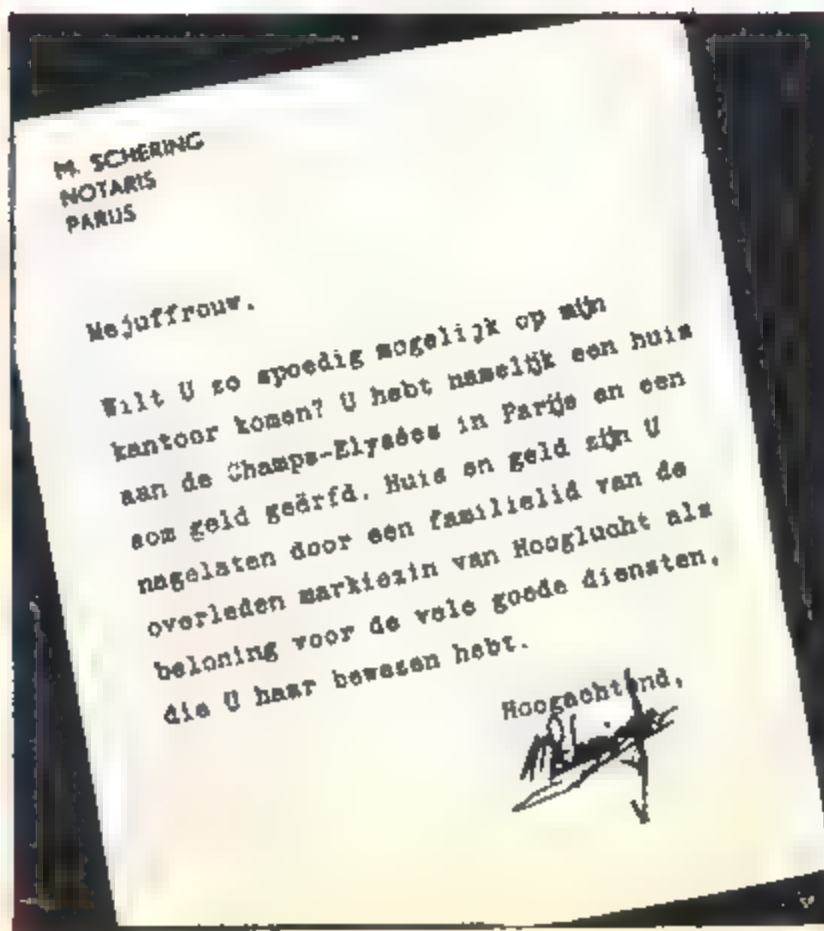 M. SCHERING
NOTARIS
PARIJS
Mejuffrouw.
Wilt U zo spoedig mogelijk op mijn
kantoor komen? U hebt namelijk een huis
aan de Champs-Elysées in Parijs en een
som geld geërfd. Huis en geld zijn U
nagelaten door een familielid van de
overleden markiezin van Hooglucht als
beloning voor de vele goede diensten,
die U haar bewezen hebt.
Hoogachtend,